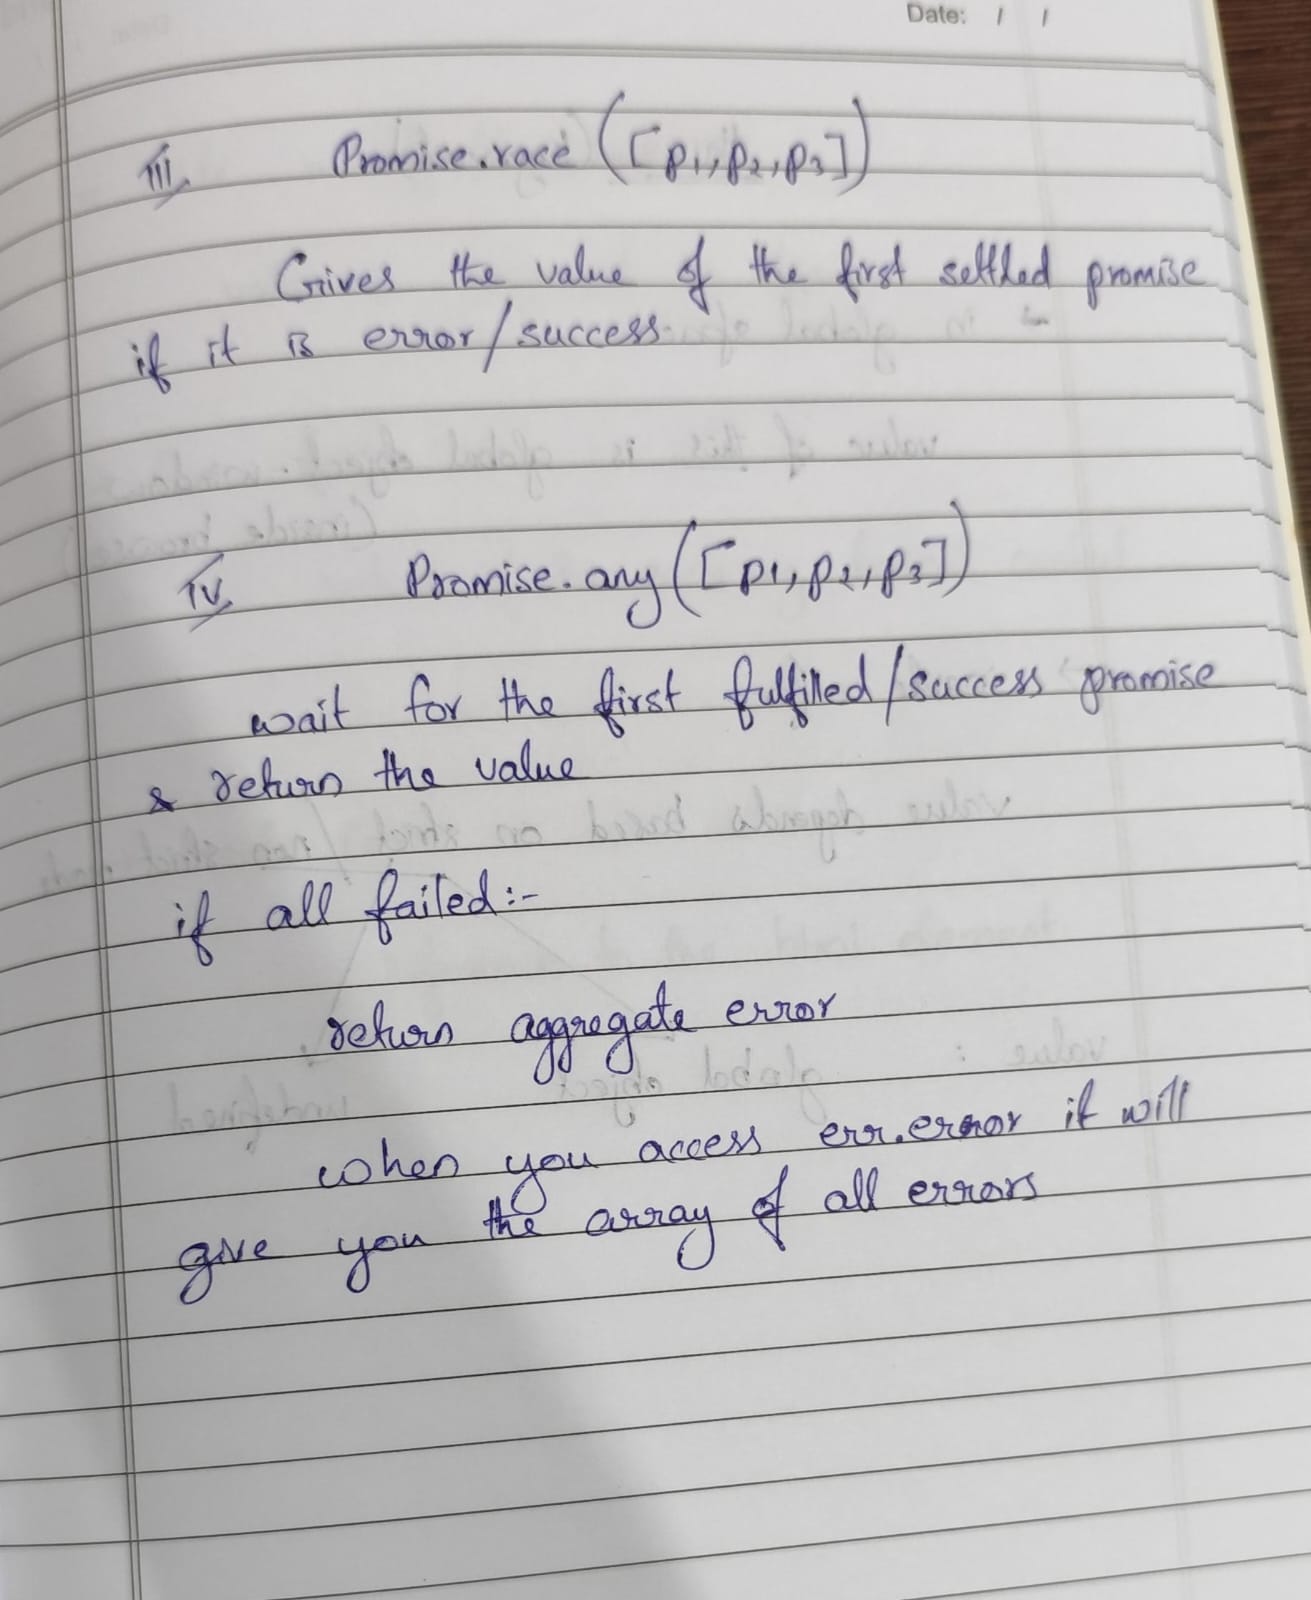 Date: / /
III Promise.race ([p1, p2, p3])
Gives the value of the first settled promise
if it is error/success.
IV Promise.any ([p1, p2, p3])
wait for the first fulfilled/success promise
& return the value
if all failed:-
return aggregate error
when you access err.error it will
give you the array of all errors